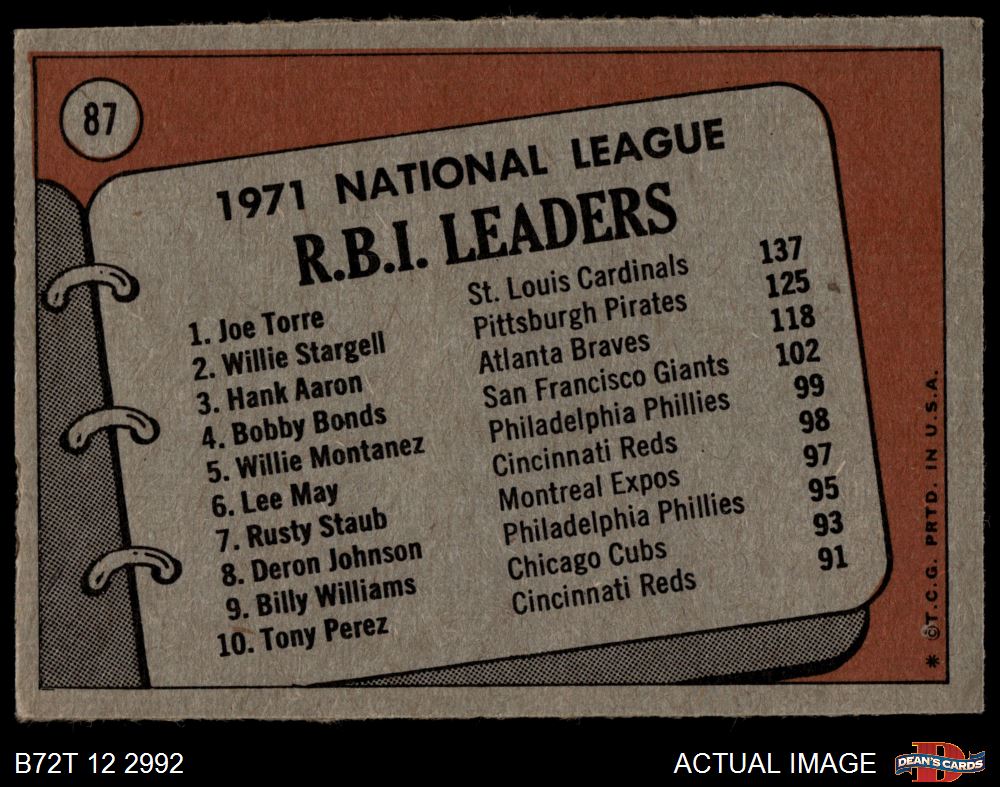 87
1971 NATIONAL LEAGUE
R.B.I. LEADERS
1. Joe Torre St. Louis Cardinals 137
2. Willie Stargell Pittsburgh Pirates 125
3. Hank Aaron Atlanta Braves 118
4. Bobby Bonds San Francisco Giants 102
5. Willie Montanez Philadelphia Phillies 99
6. Lee May Cincinnati Reds 98
7. Rusty Staub Montreal Expos 97
8. Deron Johnson Philadelphia Phillies 95
9. Billy Williams Chicago Cubs 93
10. Tony Perez Cincinnati Reds 91
* ©T.C.G. PRTD. IN U.S.A.
B72T 12 2992 ACTUAL IMAGE
D
DEAN'S CARDS